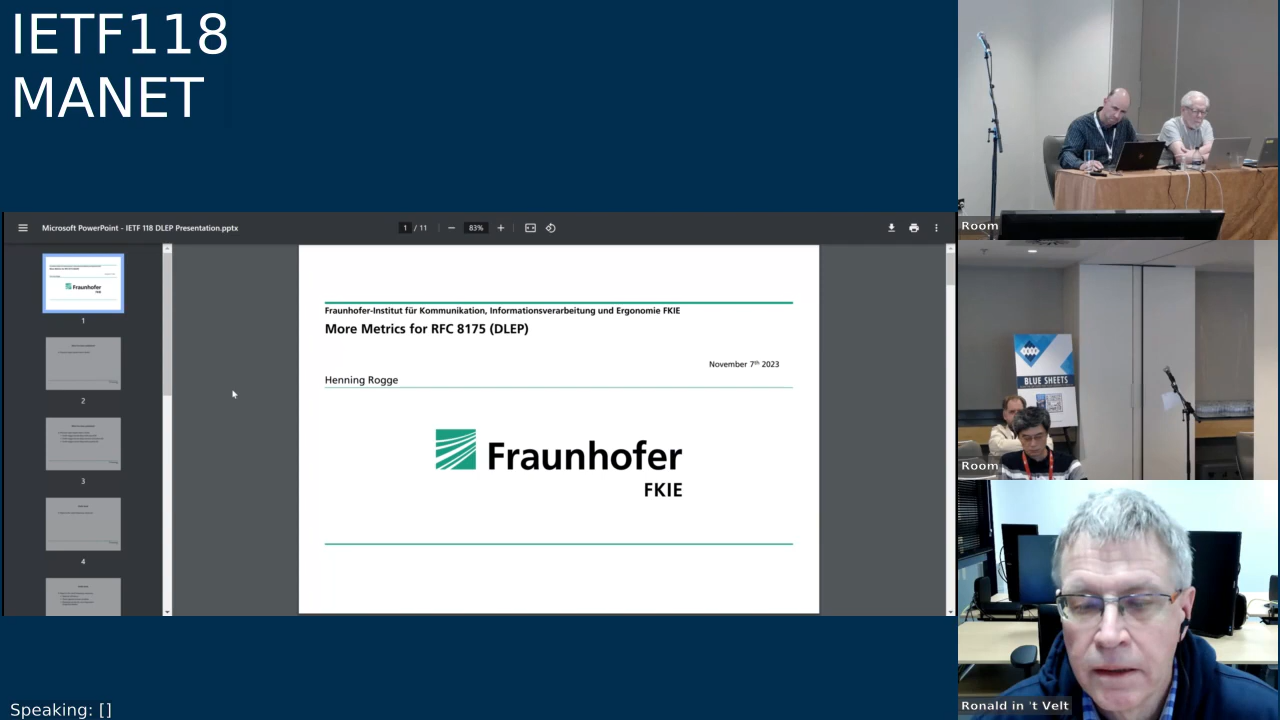 IETF118
MANET
Microsoft PowerPoint - IETF 118 DLEP Presentation.pptx
1 / 11
83%
1
2
3
4
Fraunhofer-Institut für Kommunikation, Informationsverarbeitung und Ergonomie FKIE
More Metrics for RFC 8175 (DLEP)
November 7th 2023
Henning Rogge
Fraunhofer
FKIE
Room
BLUE SHEETS
Room
Ronald in 't Velt
Speaking: []